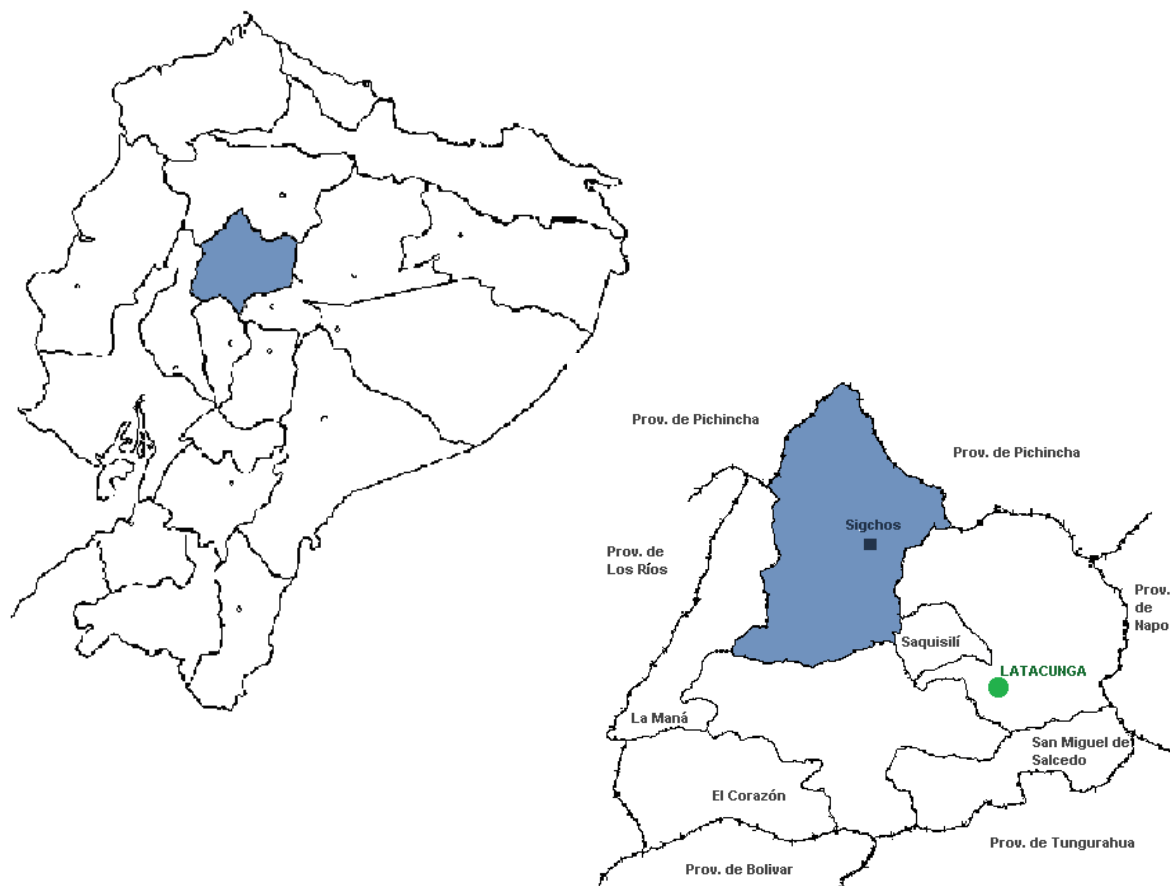 Prov. de Pichincha
Prov. de Pichincha
Sigchos
Prov. de
Los Ríos
Prov.
de
Napo
Saquisilí
LATACUNGA
La Maná
San Miguel de
Salcedo
El Corazón
Prov. de Tungurahua
Prov. de Bolivar